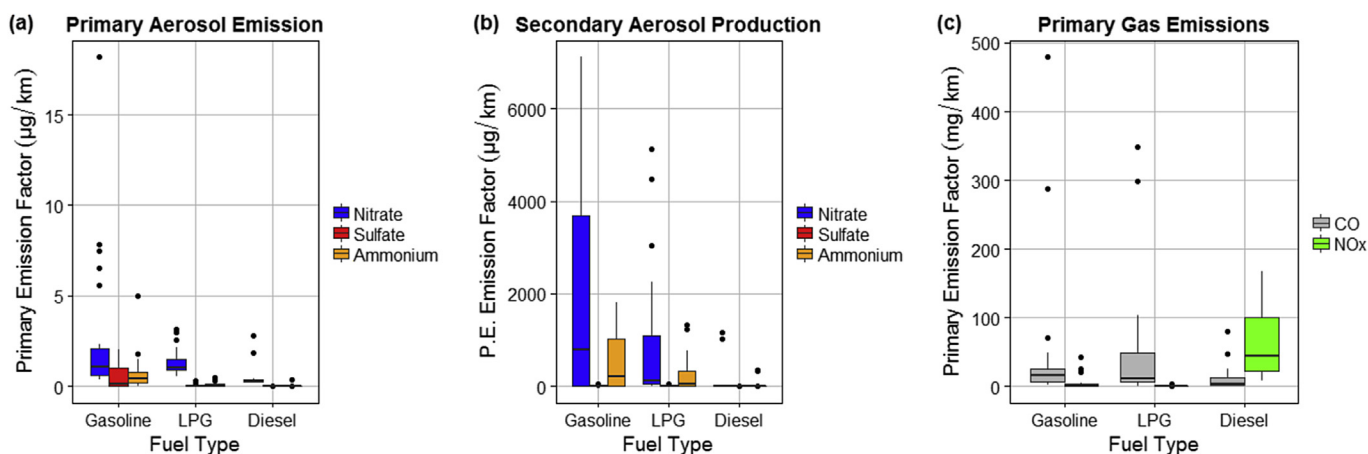 (a) Primary Aerosol Emission
Primary Emission Factor (μg/km)
15
10
5
0
Gasoline LPG Diesel
Fuel Type
Nitrate
Sulfate
Ammonium
(b) Secondary Aerosol Production
P.E. Emission Factor (μg/km)
6000
4000
2000
0
Gasoline LPG Diesel
Fuel Type
Nitrate
Sulfate
Ammonium
(c) Primary Gas Emissions
Primary Emission Factor (mg/km)
500
400
300
200
100
0
Gasoline LPG Diesel
Fuel Type
CO
NOx